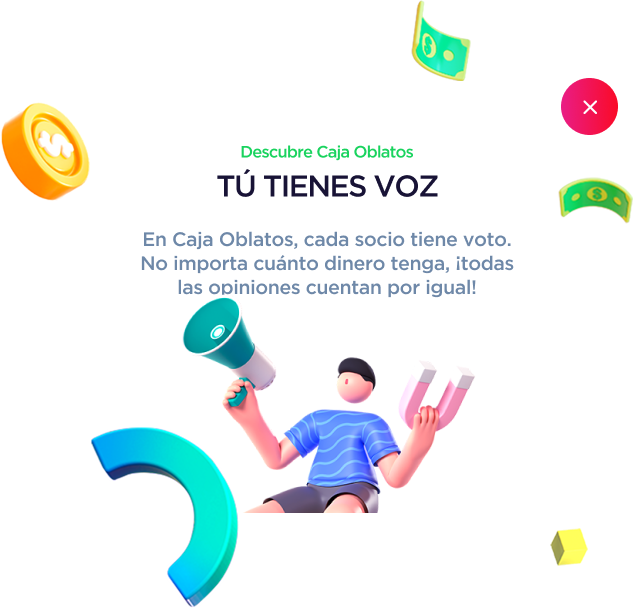 Descubre Caja Oblatos
TÚ TIENES VOZ
En Caja Oblatos, cada socio tiene voto.
No importa cuánto dinero tenga, ¡todas
las opiniones cuentan por igual!